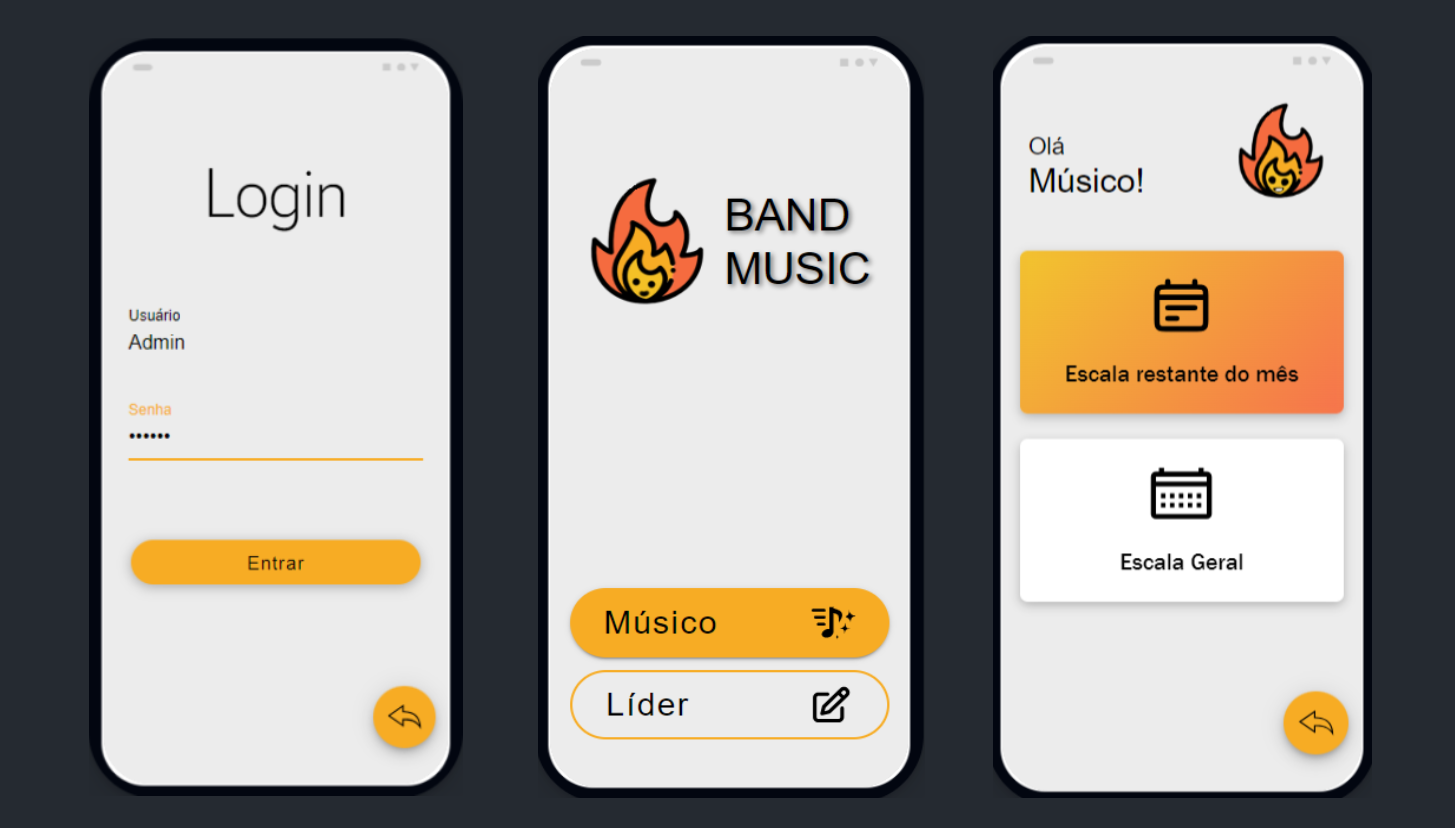 Login
Usuário
Admin
Senha
••••••
Entrar
BAND
MUSIC
Músico
Líder
Olá
Músico!
Escala restante do mês
Escala Geral